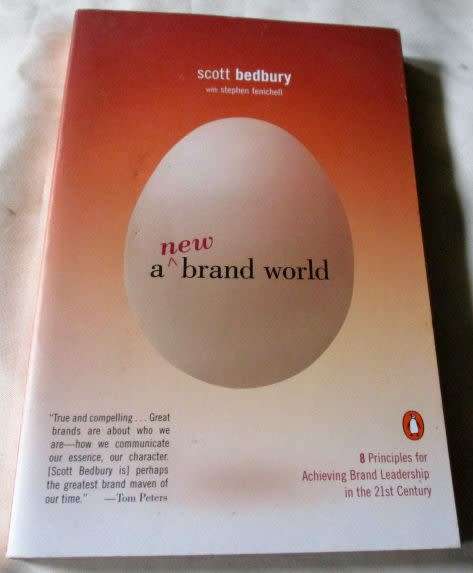 scott bedbury
with stephen fenichell
new
a ^ brand world
"True and compelling . . . Great
brands are about who we
are—how we communicate
our essence, our character.
[Scott Bedbury is] perhaps
the greatest brand maven of
our time." —Tom Peters
8 Principles for
Achieving Brand Leadership
in the 21st Century